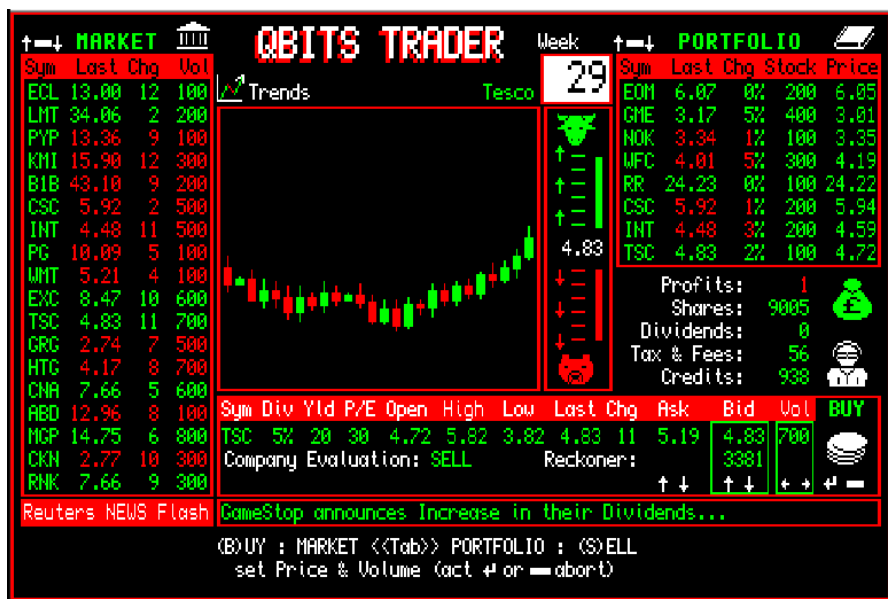 ↑▬↓ MARKET
QBITS TRADER
Week
29
↑▬↓ PORTFOLIO
Sym Last Chg Vol
ECL 13.00 12 100
LMT 34.06 2 200
PYP 13.36 9 100
KMI 15.90 12 300
B1B 43.10 9 200
CSC 5.92 2 500
INT 4.48 11 500
PG 10.09 5 100
WMT 5.21 4 100
EXC 8.47 10 600
TSC 4.83 11 700
GRG 2.74 7 500
HTG 4.17 8 700
CNA 7.66 5 600
ABD 12.96 8 100
MGP 14.75 6 800
CKN 2.77 10 300
RNK 7.66 9 300
Trends Tesco
4.83
Sym Last Chg Stock Price
EOM 6.07 0% 200 6.05
GME 3.17 5% 400 3.01
NOK 3.34 1% 100 3.35
WFC 4.01 5% 300 4.19
RR 24.23 0% 100 24.22
CSC 5.92 1% 200 5.94
INT 4.48 3% 200 4.59
TSC 4.83 2% 100 4.72
Profits: 1
Shares: 9005
Dividends: 0
Tax & Fees: 56
Credits: 938
£
Sym Div Yld P/E Open High Low Last Chg Ask Bid Vol BUY
TSC 5% 20 30 4.72 5.82 3.82 4.83 11 5.19 4.83 700
Company Evaluation: SELL Reckoner: 3381
↑ ↓ ↑ ↓ ← → ↵ ▬
Reuters NEWS Flash
GameStop announces Increase in their Dividends...
(B)UY : MARKET <<Tab>> PORTFOLIO : (S)ELL
set Price & Volume (act ↵ or ▬ abort)